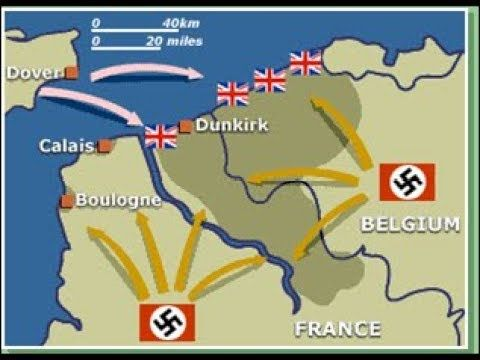 0 40km
0 20 miles
Dover
Dunkirk
Calais
Boulogne
BELGIUM
FRANCE